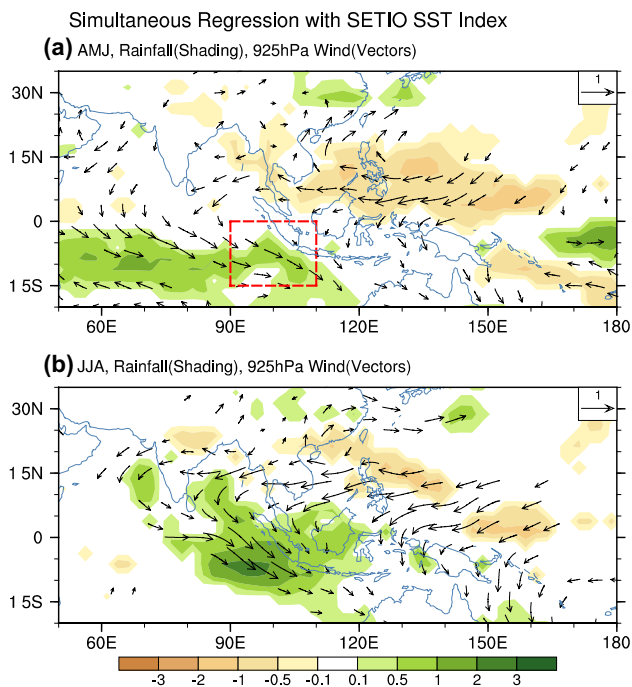 Simultaneous Regression with SETIO SST Index
(a) AMJ, Rainfall(Shading), 925hPa Wind(Vectors)
1
30N
15N
0
15S
60E 90E 120E 150E 180
(b) JJA, Rainfall(Shading), 925hPa Wind(Vectors)
1
30N
15N
0
15S
60E 90E 120E 150E 180
-3 -2 -1 -0.5 -0.1 0.1 0.5 1 2 3